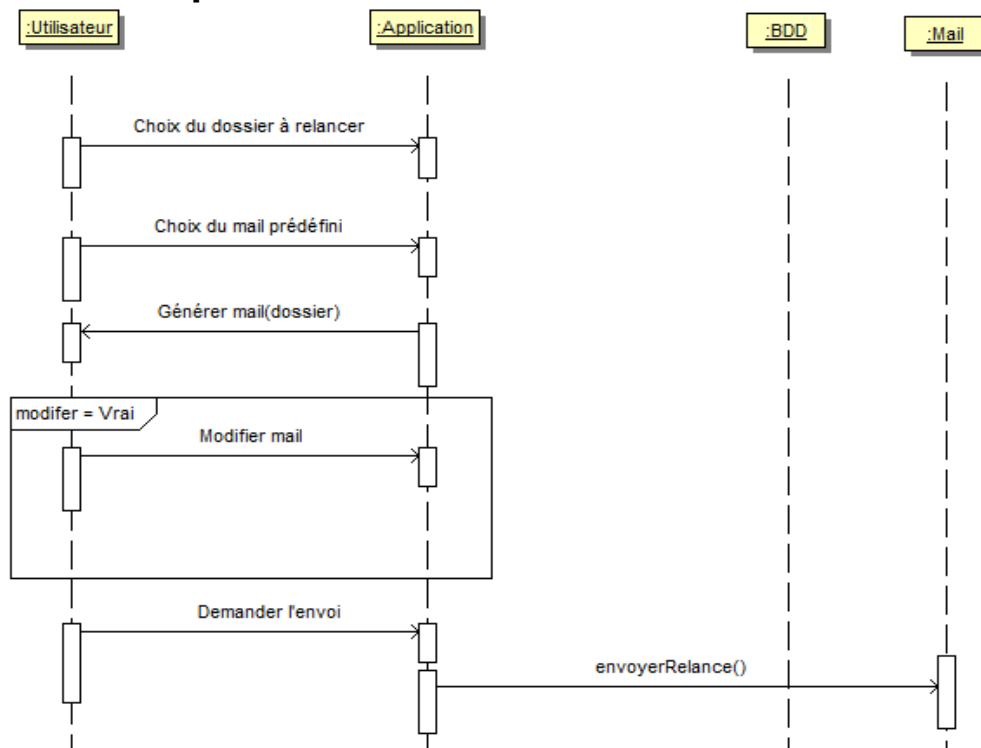 :Utilisateur
:Application
:BDD
:Mail
Choix du dossier à relancer
Choix du mail prédéfini
Générer mail(dossier)
modifer = Vrai
Modifier mail
Demander l'envoi
envoyerRelance()